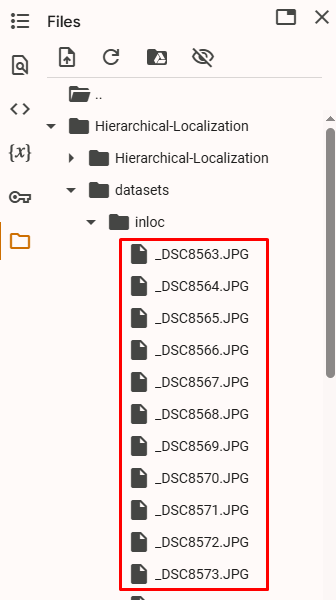 Files
..
Hierarchical-Localization
Hierarchical-Localization
datasets
inloc
_DSC8563.JPG
_DSC8564.JPG
_DSC8565.JPG
_DSC8566.JPG
_DSC8567.JPG
_DSC8568.JPG
_DSC8569.JPG
_DSC8570.JPG
_DSC8571.JPG
_DSC8572.JPG
_DSC8573.JPG